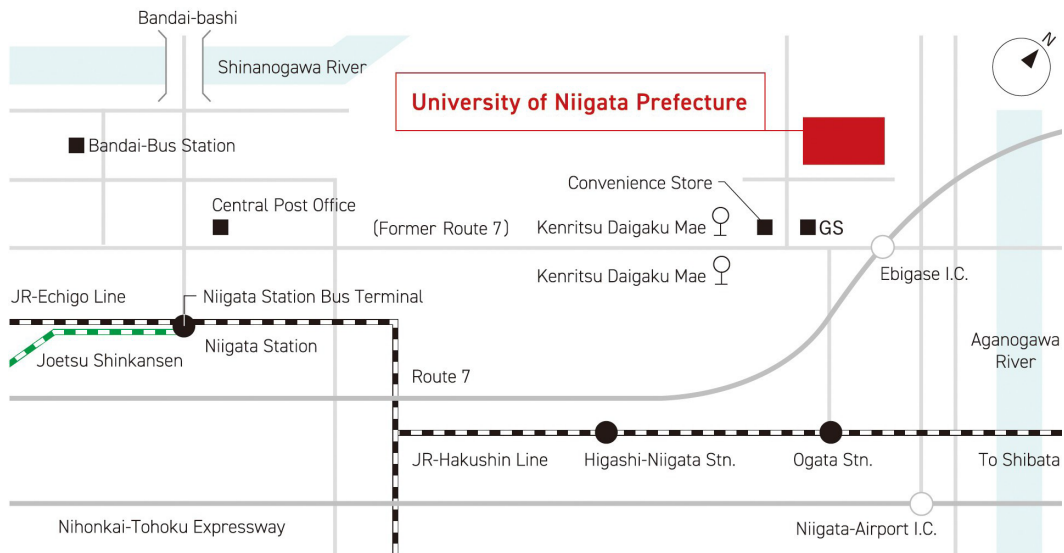 Bandai-bashi
Shinanogawa River
N
University of Niigata Prefecture
Bandai-Bus Station
Convenience Store
Central Post Office
(Former Route 7)
Kenritsu Daigaku Mae
GS
Kenritsu Daigaku Mae
Ebigase I.C.
JR-Echigo Line
Niigata Station Bus Terminal
Niigata Station
Joetsu Shinkansen
Aganogawa
River
Route 7
JR-Hakushin Line
Higashi-Niigata Stn.
Ogata Stn.
To Shibata
Nihonkai-Tohoku Expressway
Niigata-Airport I.C.